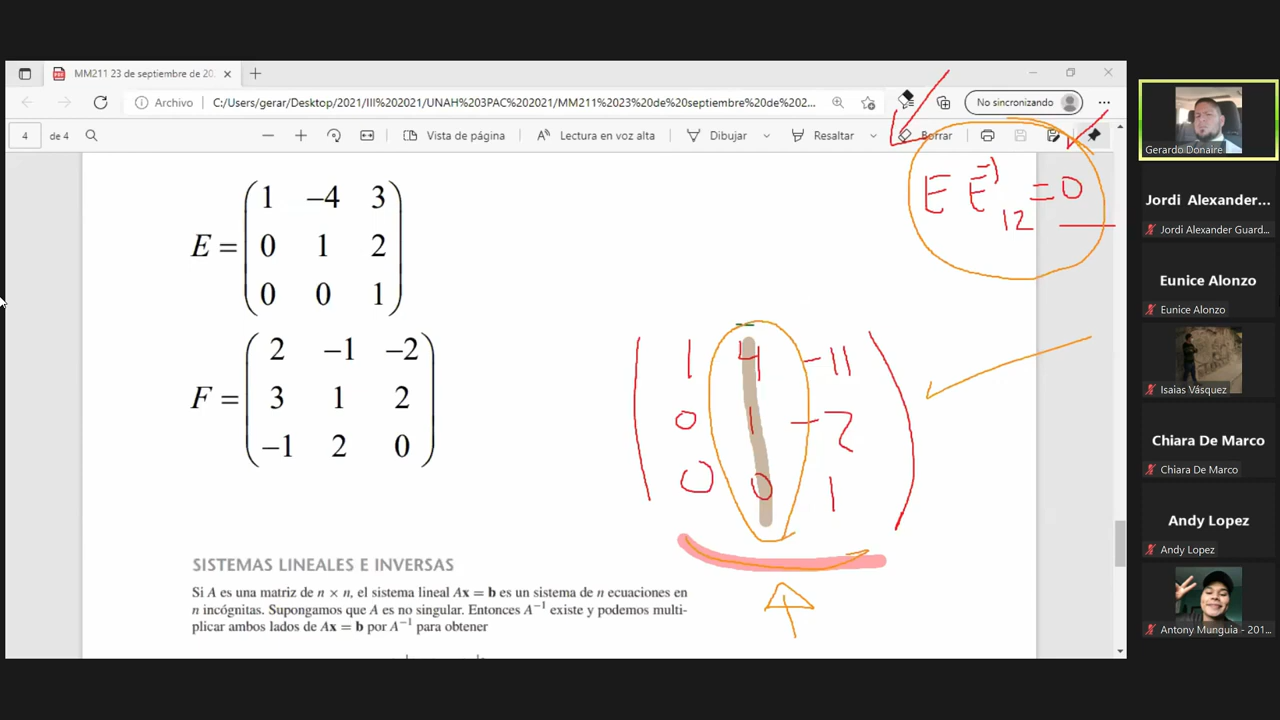 MM211 23 de septiembre de 20
Archivo
C:/Users/gerar/Desktop/2021/III%202021/UNAH%203PAC%202021/MM211%2023%20de%20septiembre%20de%202...
No sincronizando
4 de 4
Vista de página
Lectura en voz alta
Dibujar
Resaltar
Borrar
E E⁻¹₁₂ = 0
E = ( 1 −4 3
0 1 2
0 0 1 )
F = ( 2 −1 −2
3 1 2
−1 2 0 )
( 1 4 −11
0 1 −2
0 0 1 )
SISTEMAS LINEALES E INVERSAS
Si A es una matriz de n × n, el sistema lineal Ax = b es un sistema de n ecuaciones en
n incógnitas. Supongamos que A es no singular. Entonces A⁻¹ existe y podemos multi-
plicar ambos lados de Ax = b por A⁻¹ para obtener
Gerardo Donaire
Jordi Alexander...
Jordi Alexander Guard...
Eunice Alonzo
Eunice Alonzo
Isaias Vásquez
Chiara De Marco
Chiara De Marco
Andy Lopez
Andy Lopez
Antony Munguia - 201...